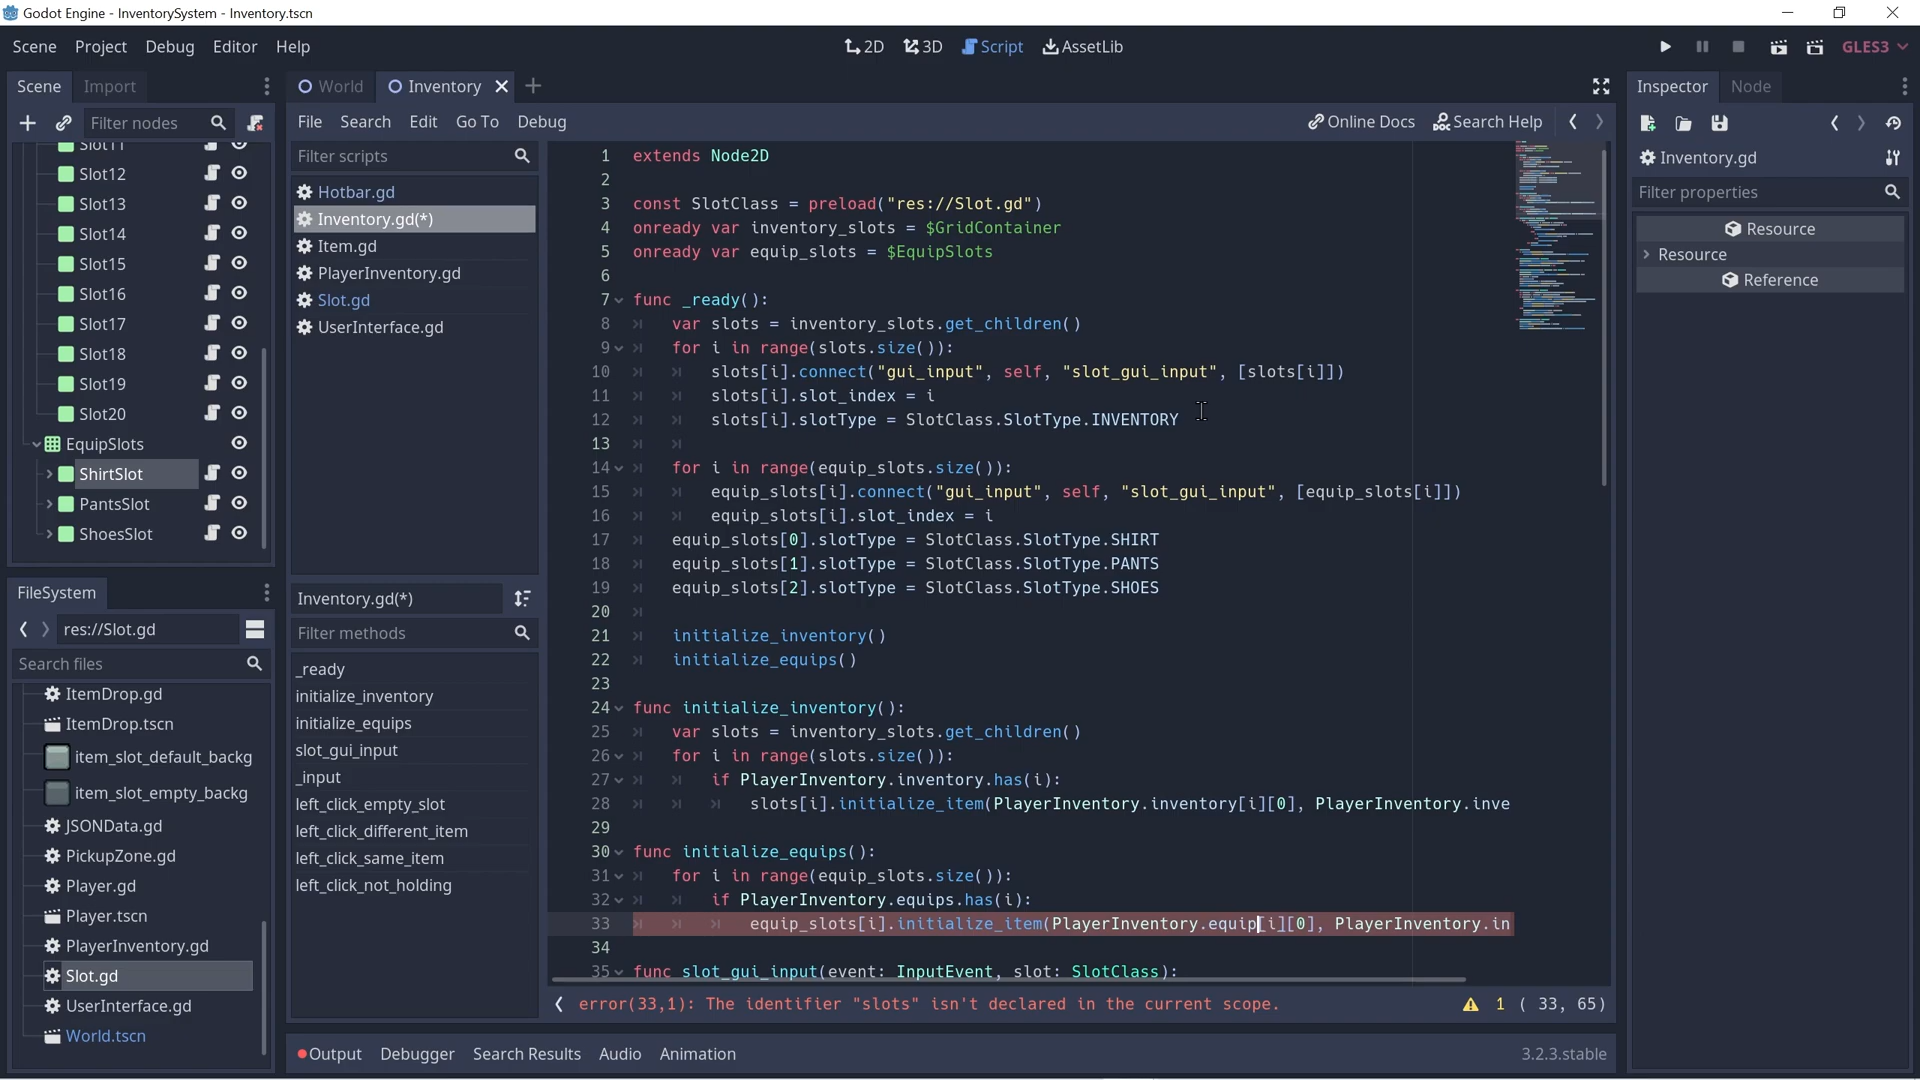 Godot Engine - InventorySystem - Inventory.tscn
Scene Project Debug Editor Help
2D 3D Script AssetLib
GLES3
Scene Import
Filter nodes
Slot11
Slot12
Slot13
Slot14
Slot15
Slot16
Slot17
Slot18
Slot19
Slot20
EquipSlots
ShirtSlot
PantsSlot
ShoesSlot
FileSystem
res://Slot.gd
Search files
ItemDrop.gd
ItemDrop.tscn
item_slot_default_backg
item_slot_empty_backg
JSONData.gd
PickupZone.gd
Player.gd
Player.tscn
PlayerInventory.gd
Slot.gd
UserInterface.gd
World.tscn
World Inventory
File Search Edit Go To Debug
Online Docs Search Help
Filter scripts
Hotbar.gd
Inventory.gd(*)
Item.gd
PlayerInventory.gd
Slot.gd
UserInterface.gd
Inventory.gd(*)
Filter methods
_ready
initialize_inventory
initialize_equips
slot_gui_input
_input
left_click_empty_slot
left_click_different_item
left_click_same_item
left_click_not_holding
1 extends Node2D
2
3 const SlotClass = preload("res://Slot.gd")
4 onready var inventory_slots = $GridContainer
5 onready var equip_slots = $EquipSlots
6
7 func _ready():
8 var slots = inventory_slots.get_children()
9 for i in range(slots.size()):
10 slots[i].connect("gui_input", self, "slot_gui_input", [slots[i]])
11 slots[i].slot_index = i
12 slots[i].slotType = SlotClass.SlotType.INVENTORY
13
14 for i in range(equip_slots.size()):
15 equip_slots[i].connect("gui_input", self, "slot_gui_input", [equip_slots[i]])
16 equip_slots[i].slot_index = i
17 equip_slots[0].slotType = SlotClass.SlotType.SHIRT
18 equip_slots[1].slotType = SlotClass.SlotType.PANTS
19 equip_slots[2].slotType = SlotClass.SlotType.SHOES
20
21 initialize_inventory()
22 initialize_equips()
23
24 func initialize_inventory():
25 var slots = inventory_slots.get_children()
26 for i in range(slots.size()):
27 if PlayerInventory.inventory.has(i):
28 slots[i].initialize_item(PlayerInventory.inventory[i][0], PlayerInventory.inve
29
30 func initialize_equips():
31 for i in range(equip_slots.size()):
32 if PlayerInventory.equips.has(i):
33 equip_slots[i].initialize_item(PlayerInventory.equip[i][0], PlayerInventory.in
34
35 func slot_gui_input(event: InputEvent, slot: SlotClass):
error(33,1): The identifier "slots" isn't declared in the current scope.
1 ( 33, 65)
Output Debugger Search Results Audio Animation
3.2.3.stable
Inspector Node
Inventory.gd
Filter properties
Resource
Resource
Reference